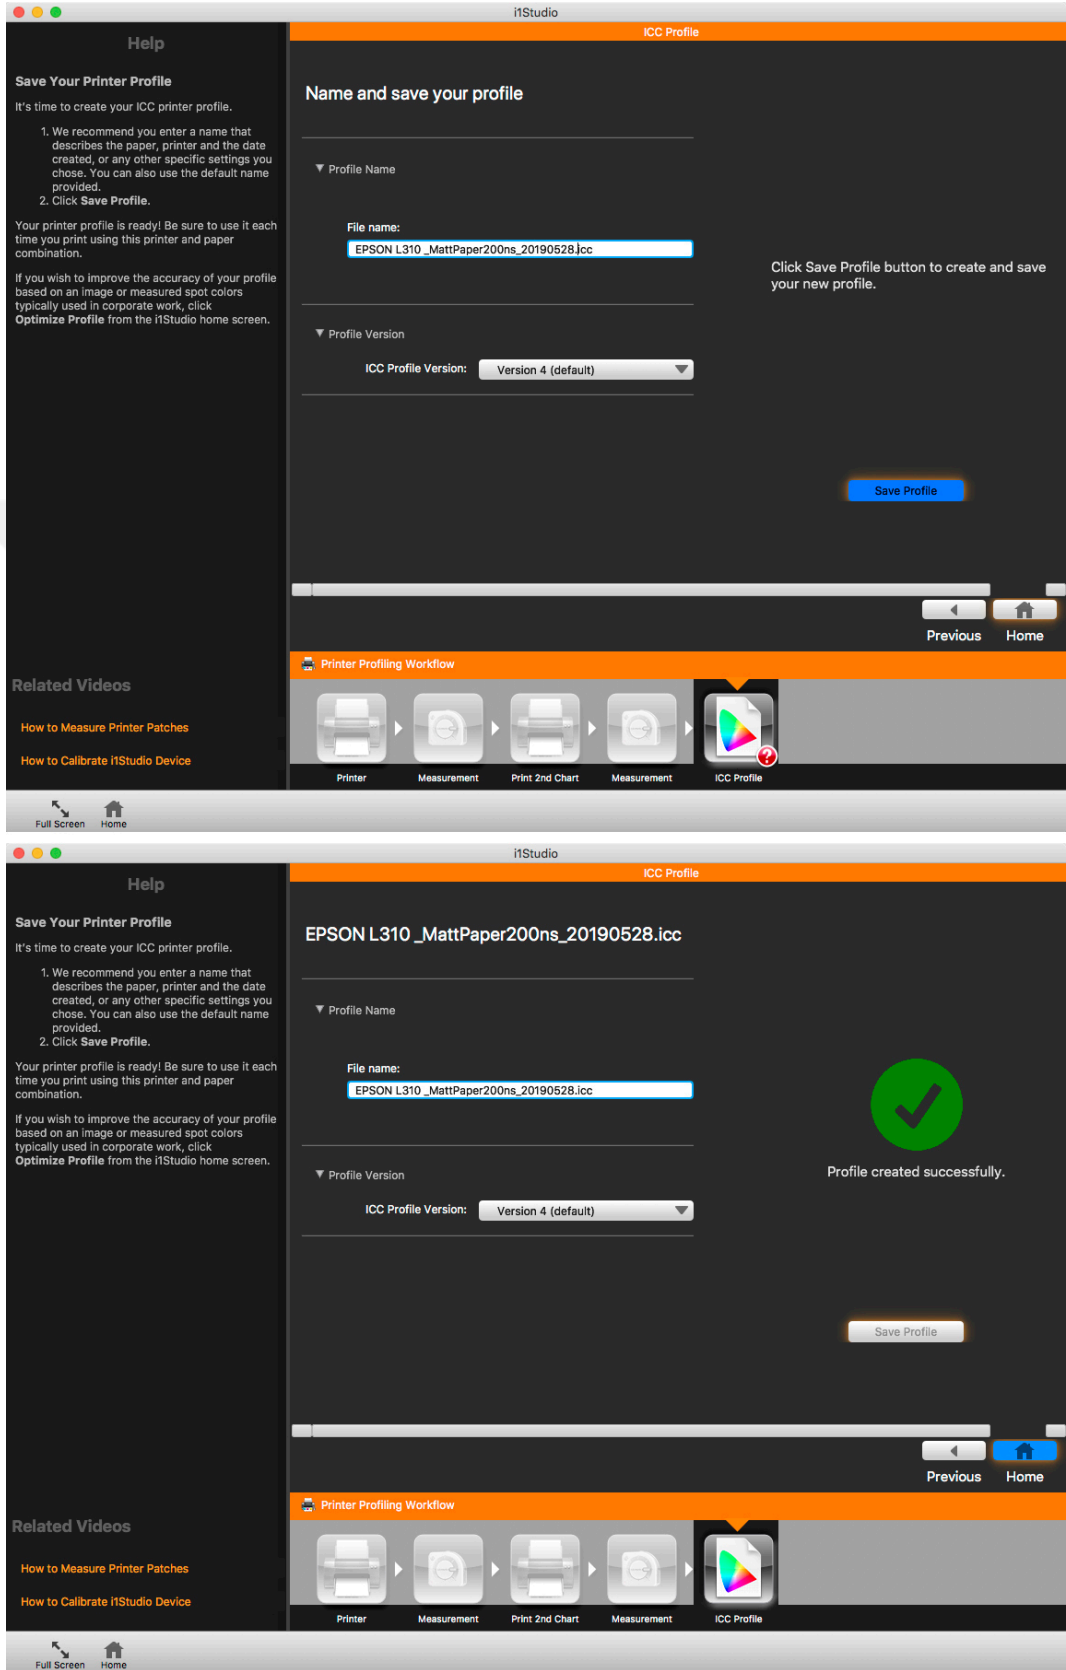 i1Studio
Help
ICC Profile
Save Your Printer Profile
It's time to create your ICC printer profile.
1. We recommend you enter a name that
describes the paper, printer and the date
created, or any other specific settings you
chose. You can also use the default name
provided.
2. Click Save Profile.
Your printer profile is ready! Be sure to use it each
time you print using this printer and paper
combination.
If you wish to improve the accuracy of your profile
based on an image or measured spot colors
typically used in corporate work, click
Optimize Profile from the i1Studio home screen.
Name and save your profile
Profile Name
File name:
EPSON L310 _MattPaper200ns_20190528.icc
Profile Version
ICC Profile Version:
Version 4 (default)
Click Save Profile button to create and save
your new profile.
Save Profile
Previous
Home
Related Videos
How to Measure Printer Patches
How to Calibrate i1Studio Device
Printer Profiling Workflow
Printer
Measurement
Print 2nd Chart
Measurement
ICC Profile
Full Screen
Home
i1Studio
Help
ICC Profile
Save Your Printer Profile
It's time to create your ICC printer profile.
1. We recommend you enter a name that
describes the paper, printer and the date
created, or any other specific settings you
chose. You can also use the default name
provided.
2. Click Save Profile.
Your printer profile is ready! Be sure to use it each
time you print using this printer and paper
combination.
If you wish to improve the accuracy of your profile
based on an image or measured spot colors
typically used in corporate work, click
Optimize Profile from the i1Studio home screen.
EPSON L310 _MattPaper200ns_20190528.icc
Profile Name
File name:
EPSON L310 _MattPaper200ns_20190528.icc
Profile Version
ICC Profile Version:
Version 4 (default)
Profile created successfully.
Save Profile
Previous
Home
Related Videos
How to Measure Printer Patches
How to Calibrate i1Studio Device
Printer Profiling Workflow
Printer
Measurement
Print 2nd Chart
Measurement
ICC Profile
Full Screen
Home